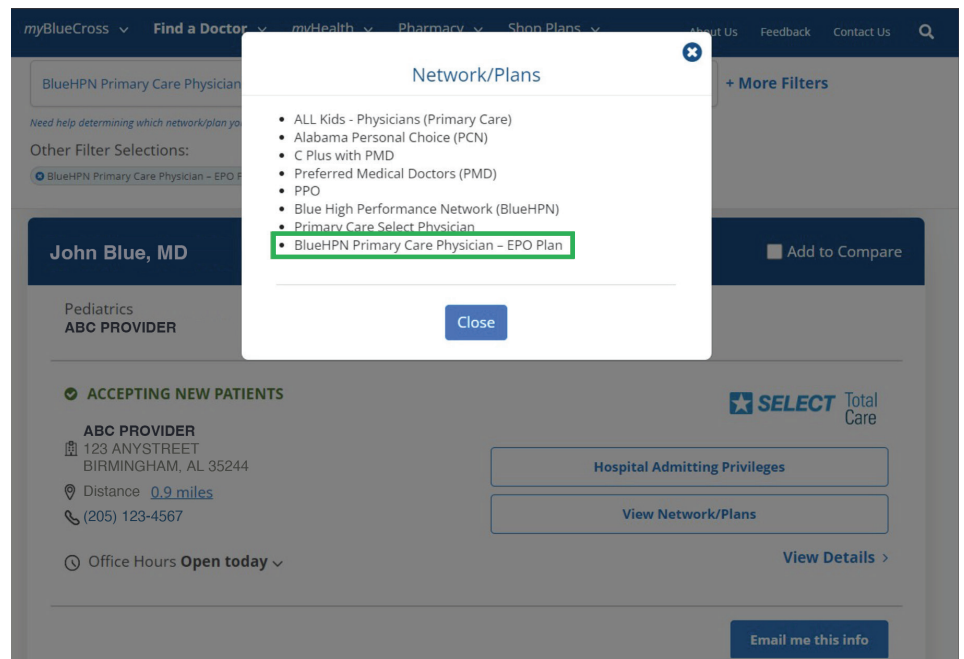 myBlueCross Find a Doctor myHealth Pharmacy Shop Plans About Us Feedback Contact Us
BlueHPN Primary Care Physician
+ More Filters
Need help determining which network/plan yo
Other Filter Selections:
BlueHPN Primary Care Physician – EPO P
Network/Plans
ALL Kids - Physicians (Primary Care)
Alabama Personal Choice (PCN)
C Plus with PMD
Preferred Medical Doctors (PMD)
PPO
Blue High Performance Network (BlueHPN)
Primary Care Select Physician
BlueHPN Primary Care Physician – EPO Plan
Close
John Blue, MD
Add to Compare
Pediatrics
ABC PROVIDER
ACCEPTING NEW PATIENTS
SELECT Total
Care
ABC PROVIDER
123 ANYSTREET
BIRMINGHAM, AL 35244
Distance 0.9 miles
(205) 123-4567
Office Hours Open today
Hospital Admitting Privileges
View Network/Plans
View Details >
Email me this info